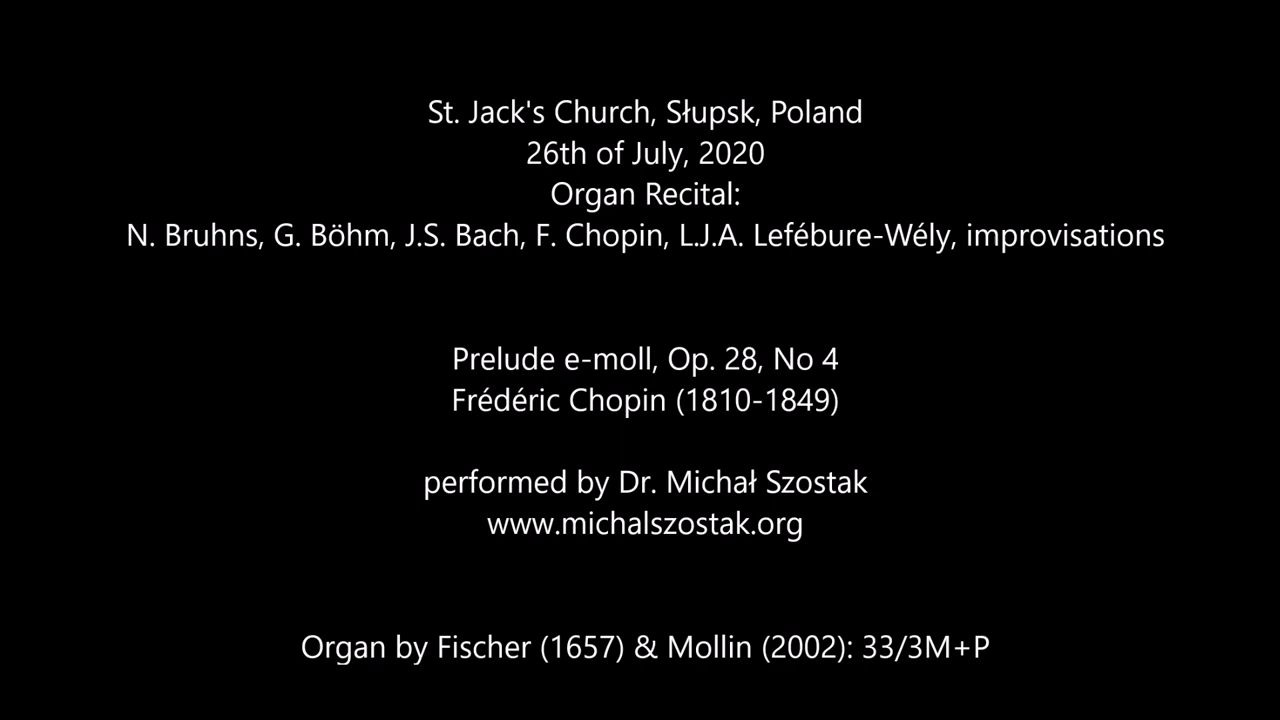 St. Jack's Church, Słupsk, Poland
26th of July, 2020
Organ Recital:
N. Bruhns, G. Böhm, J.S. Bach, F. Chopin, L.J.A. Lefébure-Wély, improvisations
Prelude e-moll, Op. 28, No 4
Frédéric Chopin (1810-1849)
performed by Dr. Michał Szostak
www.michalszostak.org
Organ by Fischer (1657) & Mollin (2002): 33/3M+P